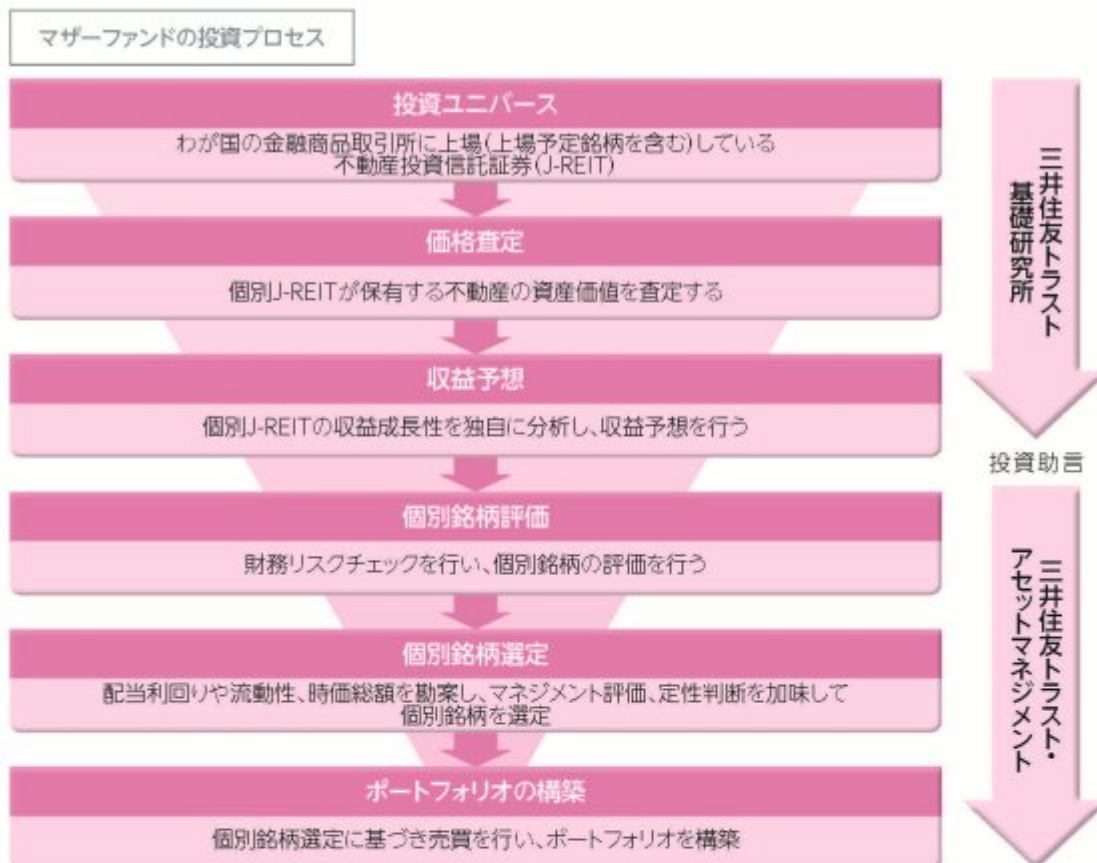 マザーファンドの投資プロセス
投資ユニバース
わが国の金融商品取引所に上場(上場予定銘柄を含む)している
不動産投資信託証券(J-REIT)
価格査定
個別J-REITが保有する不動産の資産価値を査定する
収益予想
個別J-REITの収益成長性を独自に分析し、収益予想を行う
個別銘柄評価
財務リスクチェックを行い、個別銘柄の評価を行う
個別銘柄選定
配当利回りや流動性、時価総額を勘案し、マネジメント評価、定性判断を加味して
個別銘柄を選定
ポートフォリオの構築
個別銘柄選定に基づき売買を行い、ポートフォリオを構築
三井住友トラスト
基礎研究所
投資助言
三井住友トラスト・
アセットマネジメント